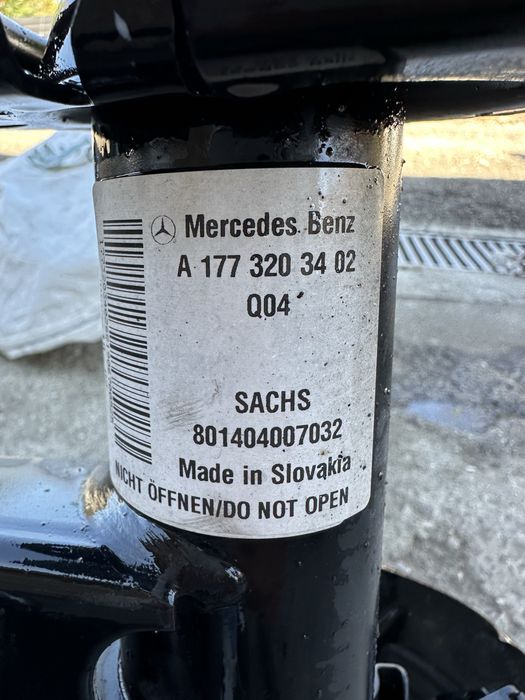 Mercedes Benz
A 177 320 34 02
Q04
SACHS
801404007032
Made in Slovakia
NICHT ÖFFNEN/DO NOT OPEN